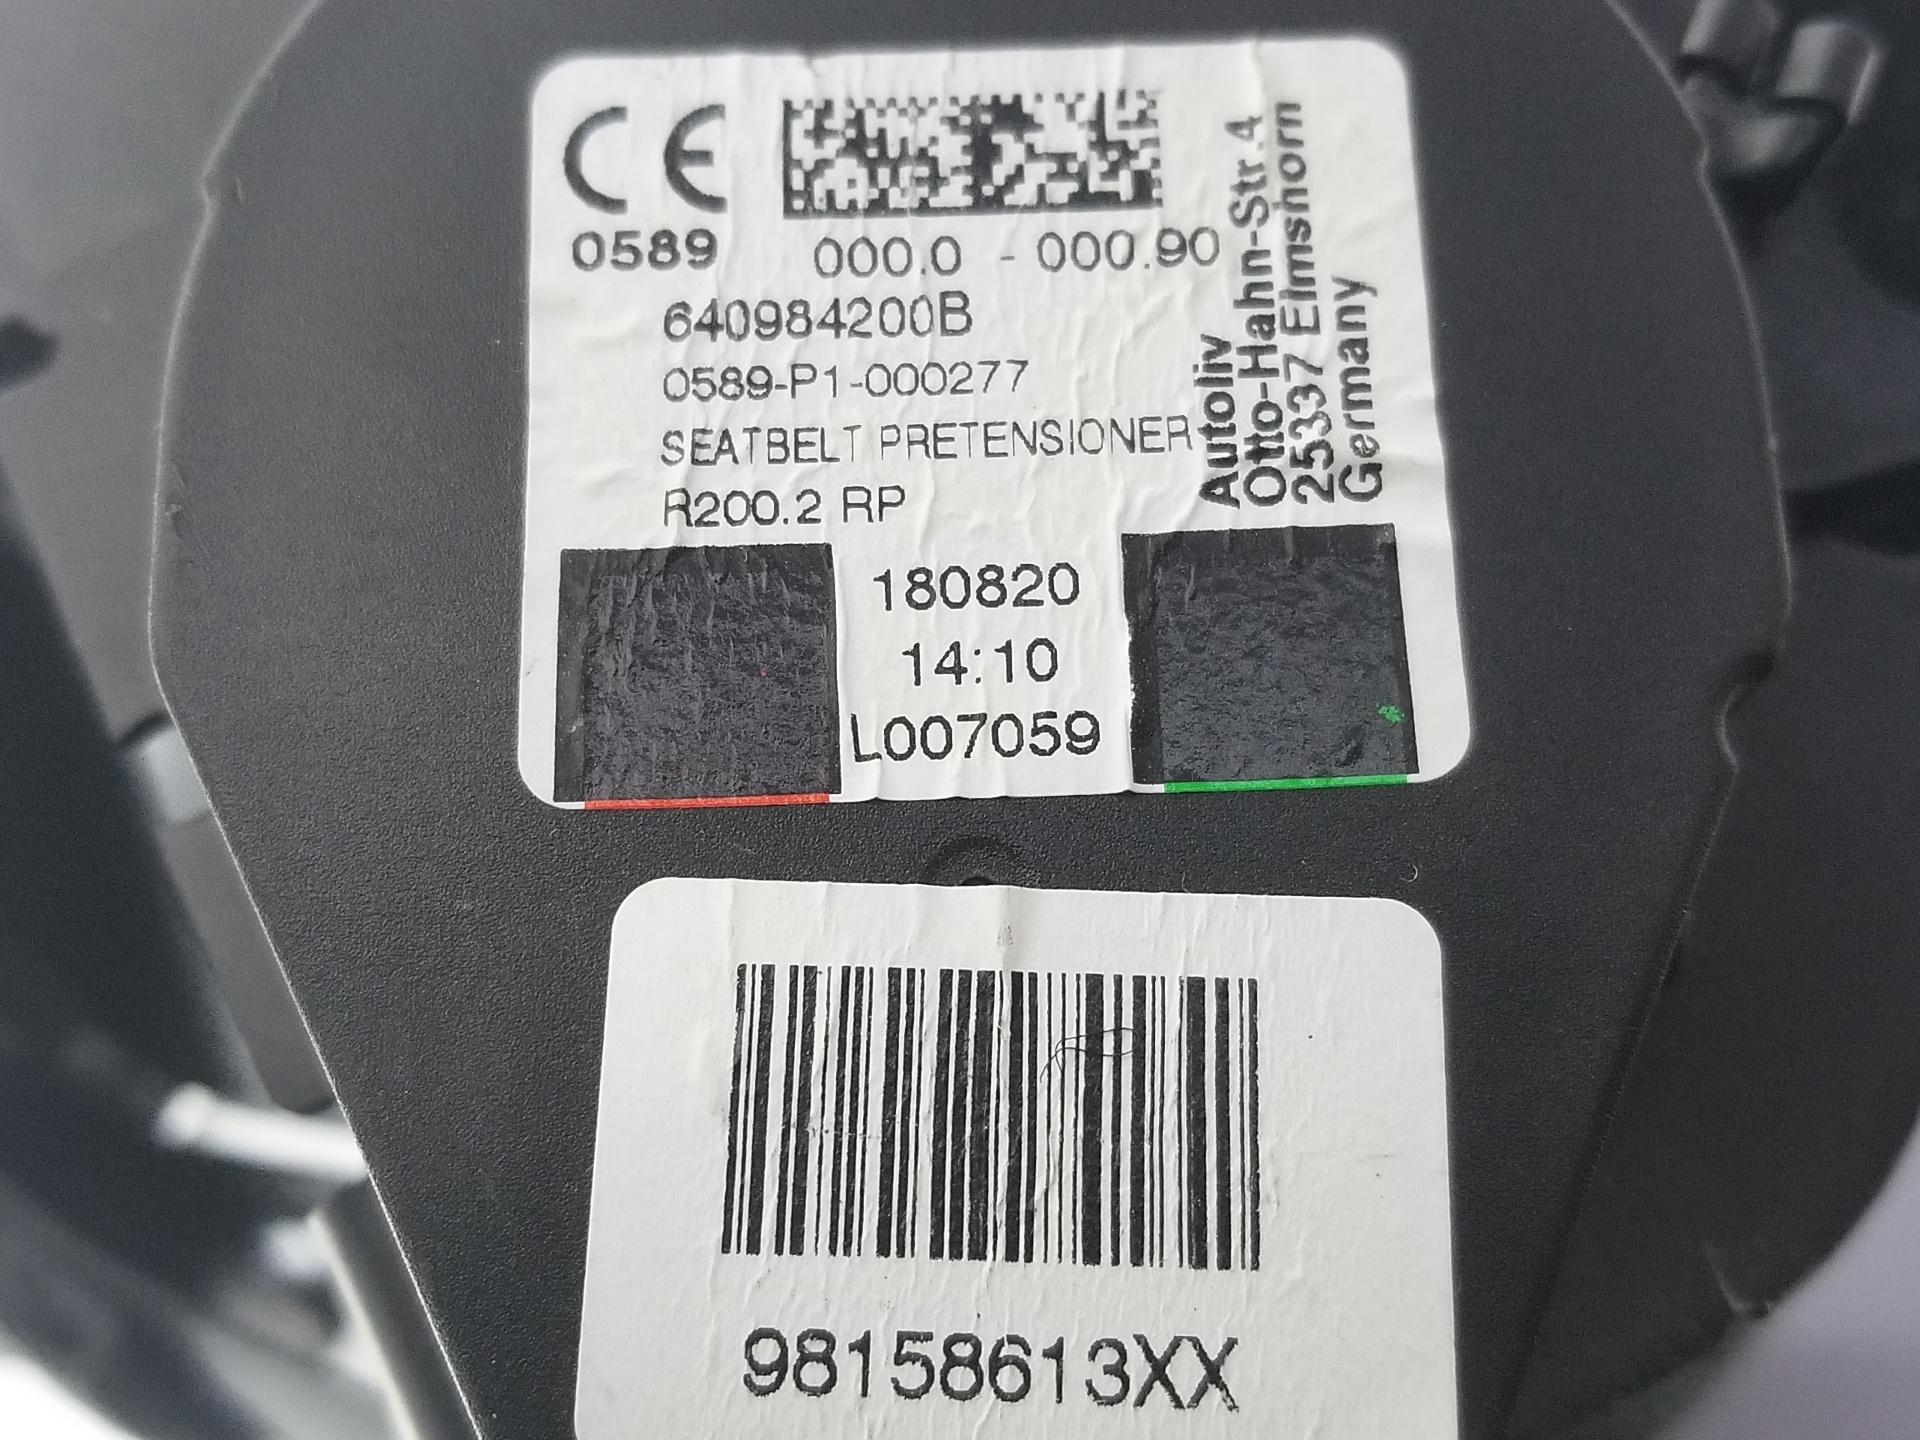 CE
0589
000.0 - 000.90
640984200B
0589-P1-000277
SEATBELT PRETENSIONER
R200.2 RP
Autoliv
Otto-Hahn-Str.4
25337 Elmshorn
Germany
180820
14:10
L007059
98158613XX